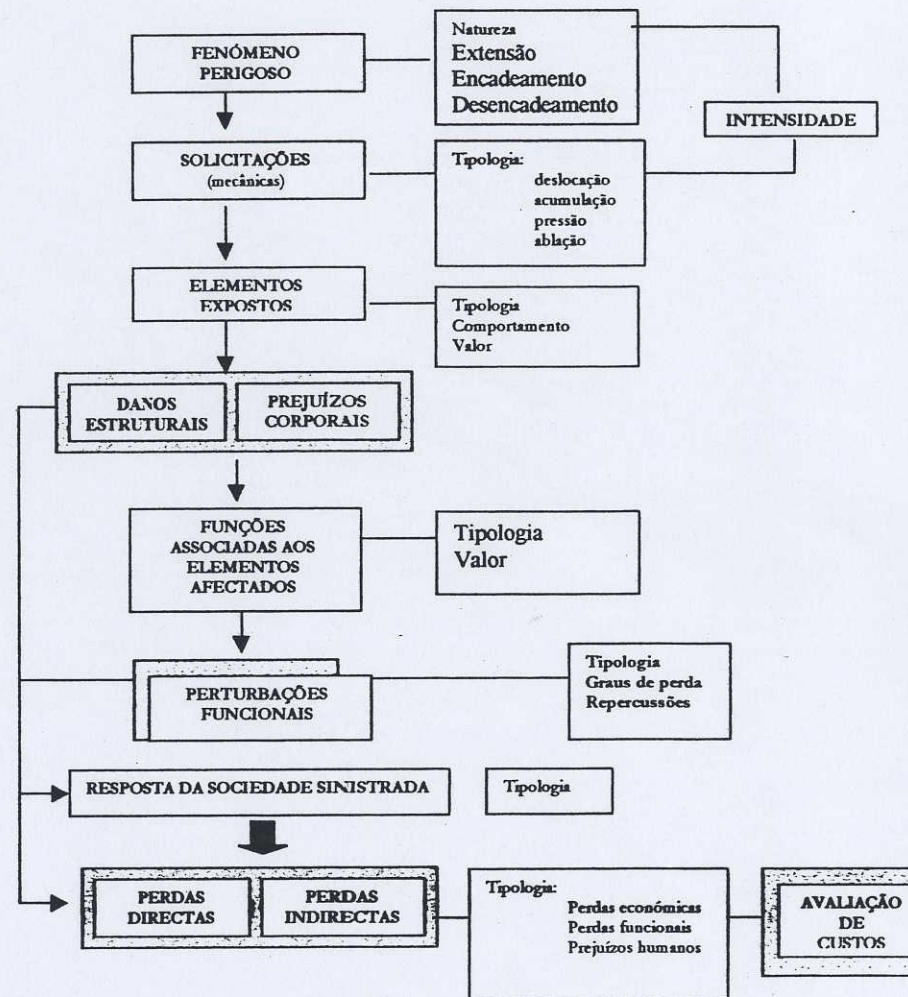 FENÓMENO
PERIGOSO
Natureza
Extensão
Encadeamento
Desencadeamento
INTENSIDADE
SOLICITAÇÕES
(mecânicas)
Tipologia:
deslocação
acumulação
pressão
ablação
ELEMENTOS
EXPOSTOS
Tipologia
Comportamento
Valor
DANOS
ESTRUTURAIS
PREJUÍZOS
CORPORAIS
FUNÇÕES
ASSOCIADAS AOS
ELEMENTOS
AFECTADOS
Tipologia
Valor
PERTURBAÇÕES
FUNCIONAIS
Tipologia
Graus de perda
Repercussões
RESPOSTA DA SOCIEDADE SINISTRADA
Tipologia
PERDAS
DIRECTAS
PERDAS
INDIRECTAS
Tipologia:
Perdas económicas
Perdas funcionais
Prejuízos humanos
AVALIAÇÃO
DE
CUSTOS